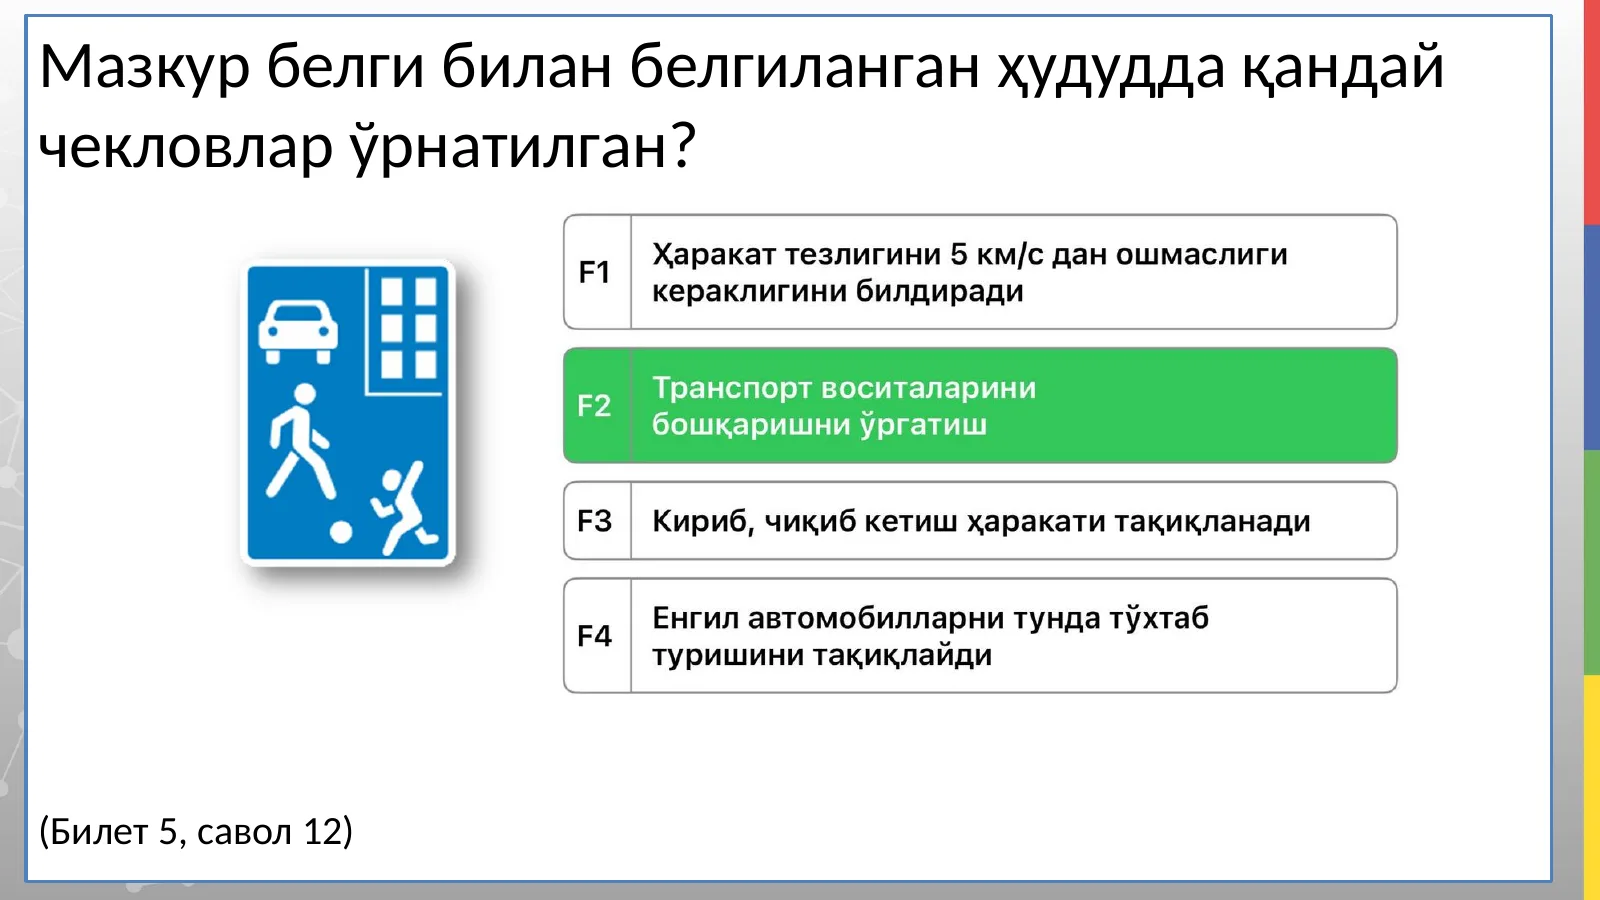 Мазкур белги билан белгиланган ҳудудда қандай
чекловлар ўрнатилган?
F1
Ҳаракат тезлигини 5 км/с дан ошмаслиги
кераклигини билдиради
F2
Транспорт воситаларини
бошқаришни ўргатиш
F3
Кириб, чиқиб кетиш ҳаракати тақиқланади
F4
Енгил автомобилларни тунда тўхтаб
туришини тақиқлайди
(Билет 5, савол 12)